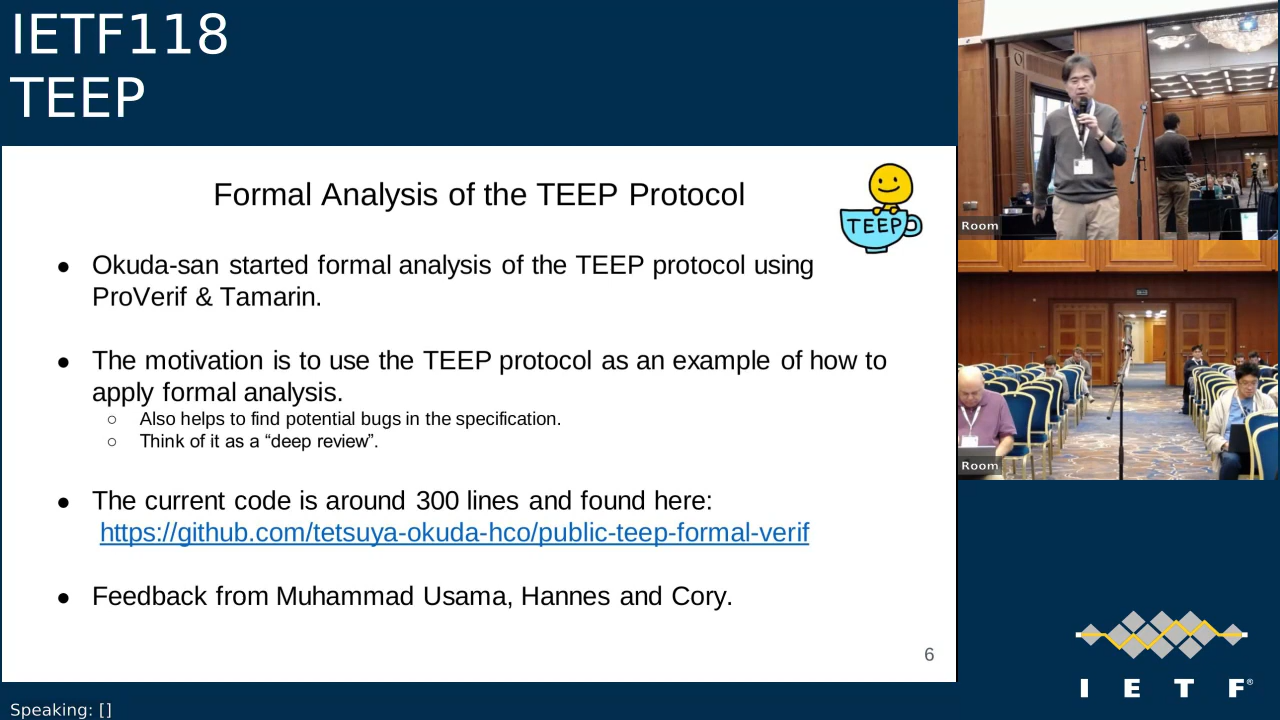 IETF118
TEEP
Formal Analysis of the TEEP Protocol
TEEP
● Okuda-san started formal analysis of the TEEP protocol using
ProVerif & Tamarin.
● The motivation is to use the TEEP protocol as an example of how to
apply formal analysis.
○ Also helps to find potential bugs in the specification.
○ Think of it as a “deep review”.
● The current code is around 300 lines and found here:
https://github.com/tetsuya-okuda-hco/public-teep-formal-verif
● Feedback from Muhammad Usama, Hannes and Cory.
6
Room
Room
I E T F®
Speaking: []